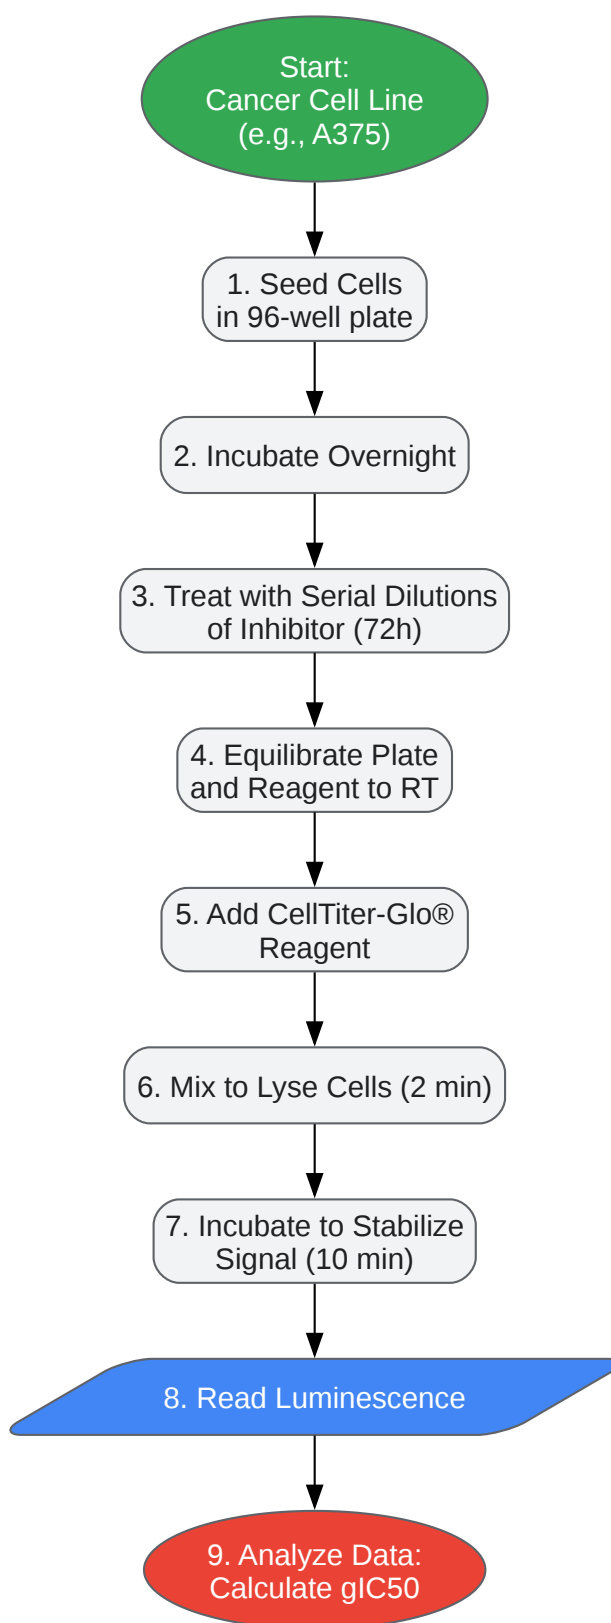 Start:
Cancer Cell Line
(e.g., A375)
1. Seed Cells
in 96-well plate
2. Incubate Overnight
3. Treat with Serial Dilutions
of Inhibitor (72h)
4. Equilibrate Plate
and Reagent to RT
5. Add CellTiter-Glo®
Reagent
6. Mix to Lyse Cells (2 min)
7. Incubate to Stabilize
Signal (10 min)
8. Read Luminescence
9. Analyze Data:
Calculate gIC50